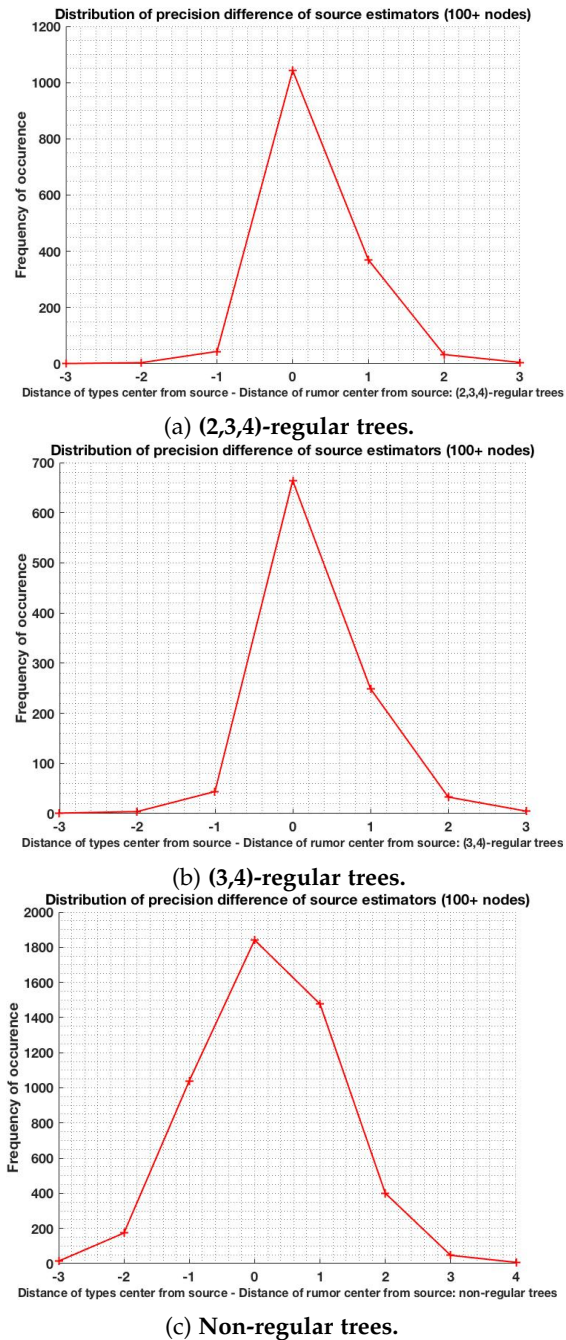 Distribution of precision difference of source estimators (100+ nodes)
1200
1000
800
600
400
200
0
Frequency of occurence
-3 -2 -1 0 1 2 3
Distance of types center from source - Distance of rumor center from source: (2,3,4)-regular trees
(a) (2,3,4)-regular trees.
Distribution of precision difference of source estimators (100+ nodes)
700
600
500
400
300
200
100
0
Frequency of occurence
-3 -2 -1 0 1 2 3
Distance of types center from source - Distance of rumor center from source: (3,4)-regular trees
(b) (3,4)-regular trees.
Distribution of precision difference of source estimators (100+ nodes)
2000
1800
1600
1400
1200
1000
800
600
400
200
0
Frequency of occurence
-3 -2 -1 0 1 2 3 4
Distance of types center from source - Distance of rumor center from source: non-regular trees
(c) Non-regular trees.